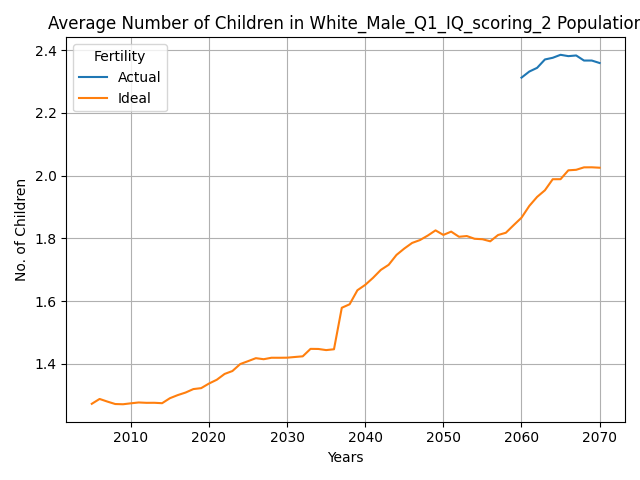 Average Number of Children in White_Male_Q1_IQ_scoring_2 Population
Fertility
Actual
Ideal
No. of Children
2.4
2.2
2.0
1.8
1.6
1.4
2010 2020 2030 2040 2050 2060 2070
Years